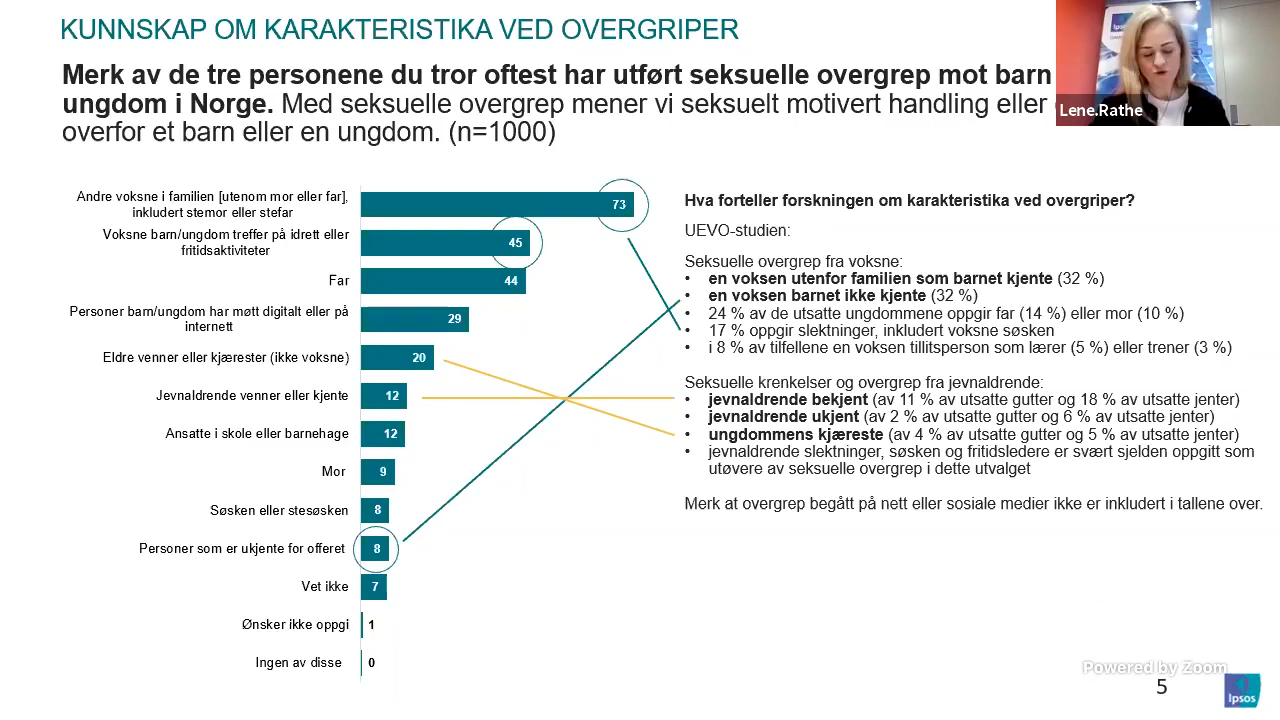 KUNNSKAP OM KARAKTERISTIKA VED OVERGRIPER
Merk av de tre personene du tror oftest har utført seksuelle overgrep mot barn
ungdom i Norge. Med seksuelle overgrep mener vi seksuelt motivert handling eller
overfor et barn eller en ungdom. (n=1000)
Ipsos
Lene.Rathe
Andre voksne i familien [utenom mor eller far],
inkludert stemor eller stefar
73
Voksne barn/ungdom treffer på idrett eller
fritidsaktiviteter
45
Far
44
Personer barn/ungdom har møtt digitalt eller på
internett
29
Eldre venner eller kjærester (ikke voksne)
20
Jevnaldrende venner eller kjente
12
Ansatte i skole eller barnehage
12
Mor
9
Søsken eller stesøsken
8
Personer som er ukjente for offeret
8
Vet ikke
7
Ønsker ikke oppgi
1
Ingen av disse
0
Hva forteller forskningen om karakteristika ved overgriper?
UEVO-studien:
Seksuelle overgrep fra voksne:
• en voksen utenfor familien som barnet kjente (32 %)
• en voksen barnet ikke kjente (32 %)
• 24 % av de utsatte ungdommene oppgir far (14 %) eller mor (10 %)
• 17 % oppgir slektninger, inkludert voksne søsken
• i 8 % av tilfellene en voksen tillitsperson som lærer (5 %) eller trener (3 %)
Seksuelle krenkelser og overgrep fra jevnaldrende:
• jevnaldrende bekjent (av 11 % av utsatte gutter og 18 % av utsatte jenter)
• jevnaldrende ukjent (av 2 % av utsatte gutter og 6 % av utsatte jenter)
• ungdommens kjæreste (av 4 % av utsatte gutter og 5 % av utsatte jenter)
• jevnaldrende slektninger, søsken og fritidsledere er svært sjelden oppgitt som
utøvere av seksuelle overgrep i dette utvalget
Merk at overgrep begått på nett eller sosiale medier ikke er inkludert i tallene over.
Powered by Zoom
5
Ipsos